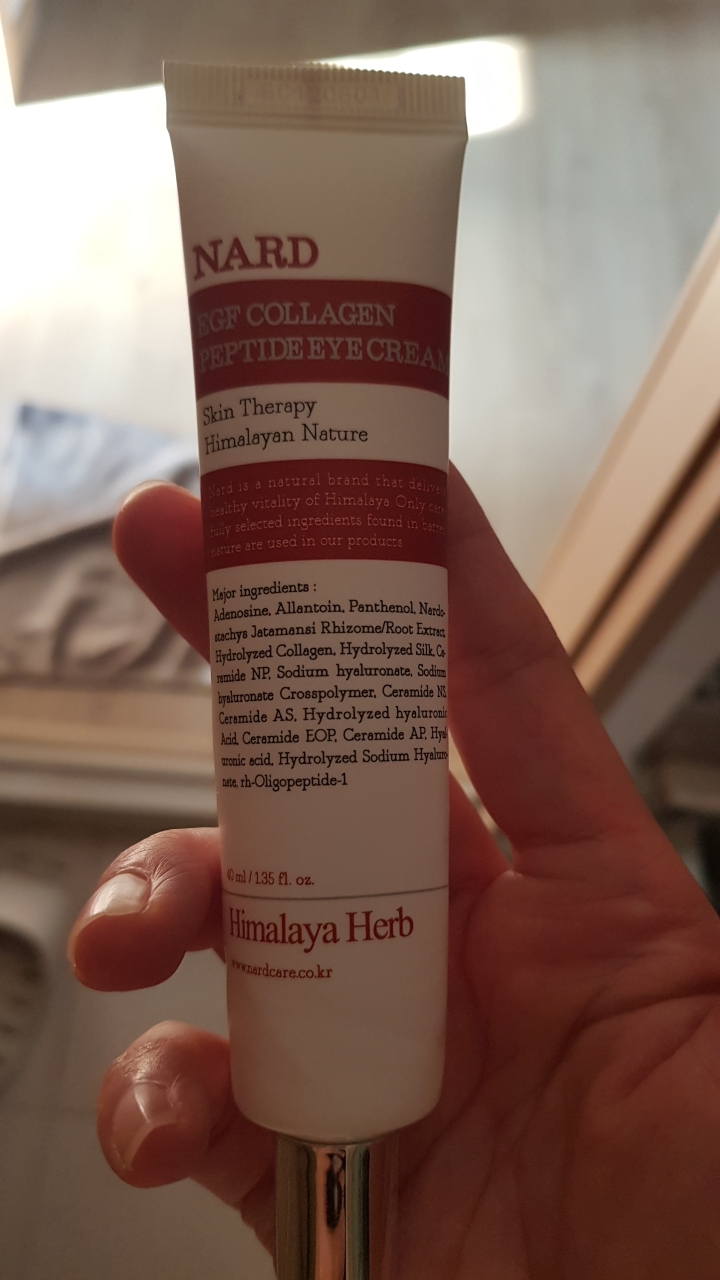 NARD
EGF COLLAGEN
PEPTIDE EYE CREAM
Skin Therapy
Himalayan Nature
Nard is a natural brand that
healthy vitality of Himalaya Only
fully selected ingredients found in
nature are used in our products
Major ingredients :
Adenosine, Allantoin, Panthenol, Nardo-
stachys Jatamansi Rhizome/Root Extract,
Hydrolyzed Collagen, Hydrolyzed Silk, Ce-
ramide NP, Sodium hyaluronate, Sodium
hyaluronate Crosspolymer, Ceramide NS,
Ceramide AS, Hydrolyzed hyaluronic
Acid, Ceramide EOP, Ceramide AP, Hyal
uronic acid, Hydrolyzed Sodium Hyaluro-
nate, rh-Oligopeptide-1
40 ml / 1.35 fl. oz.
Himalaya Herb
www.nardcare.co.kr